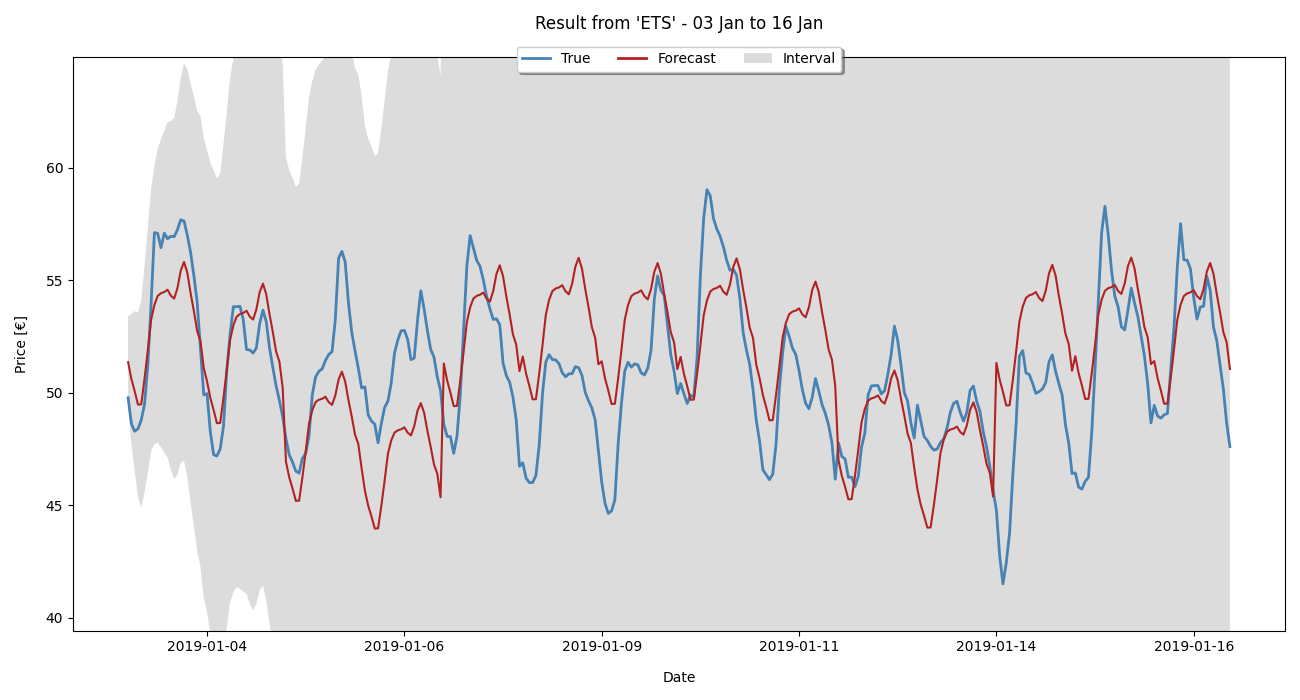 Result from 'ETS' - 03 Jan to 16 Jan
True Forecast Interval
Price [€]
60
55
50
45
40
2019-01-04 2019-01-06 2019-01-09 2019-01-11 2019-01-14 2019-01-16
Date